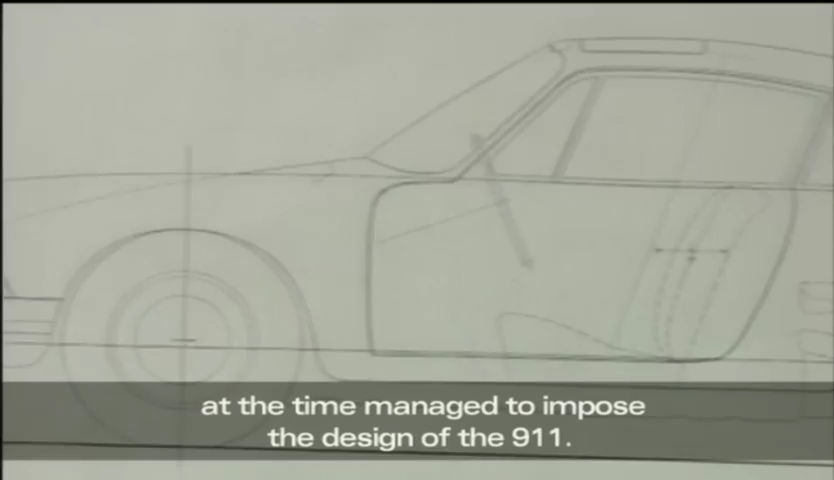 at the time managed to impose
the design of the 911.